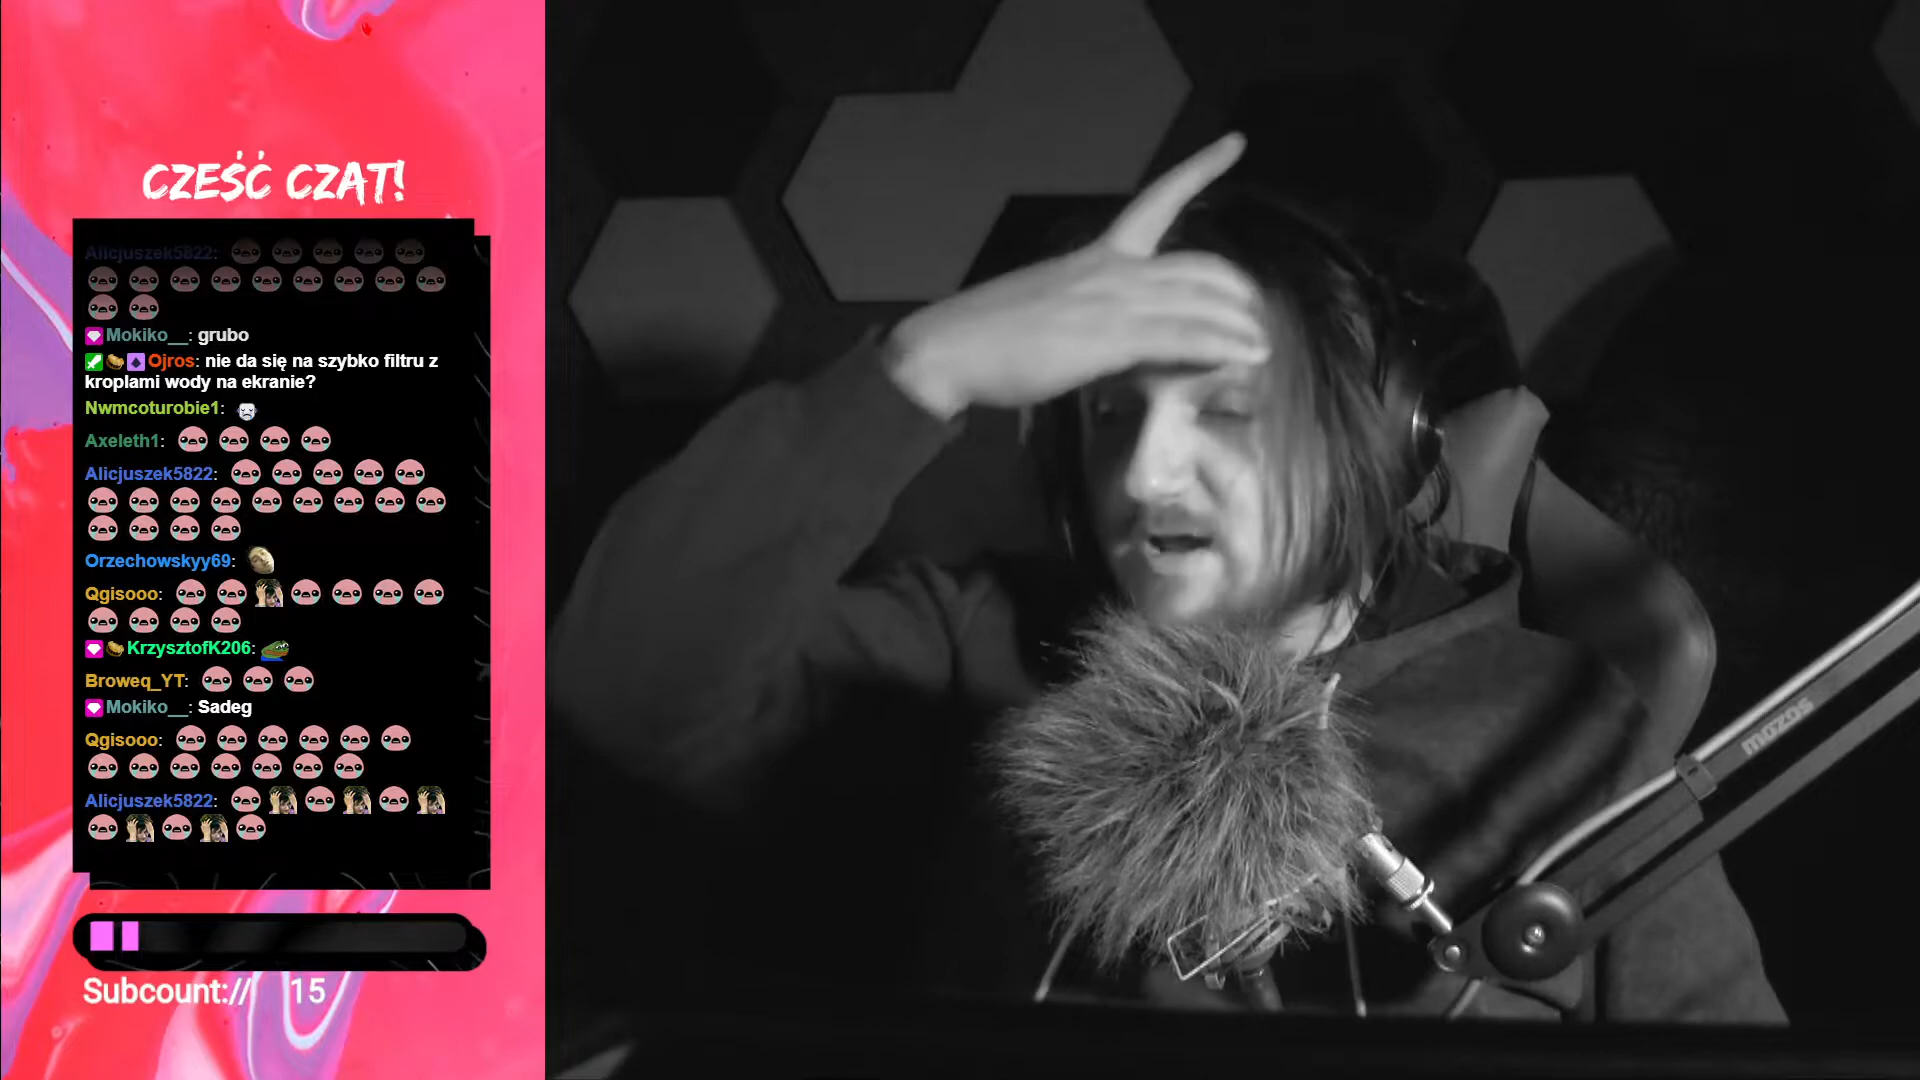 CZEŚĆ CZAT!
Alicjuszek5822:
Mokiko__: grubo
Ojros: nie da się na szybko filtru z
kroplami wody na ekranie?
Nwmcoturobie1:
Axeleth1:
Alicjuszek5822:
Orzechowskyy69:
Qgisooo:
KrzysztofK206:
Broweq_YT:
Mokiko__: Sadeg
Qgisooo:
Alicjuszek5822:
Subcount:// 15
mozos